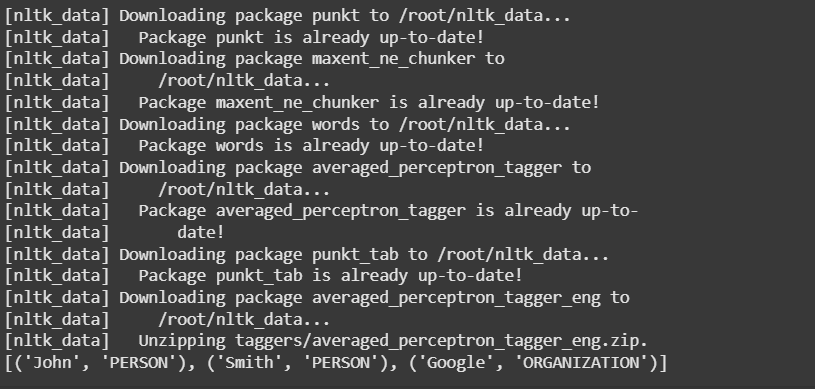 [nltk_data] Downloading package punkt to /root/nltk_data...
[nltk_data]   Package punkt is already up-to-date!
[nltk_data] Downloading package maxent_ne_chunker to
[nltk_data]     /root/nltk_data...
[nltk_data]   Package maxent_ne_chunker is already up-to-date!
[nltk_data] Downloading package words to /root/nltk_data...
[nltk_data]   Package words is already up-to-date!
[nltk_data] Downloading package averaged_perceptron_tagger to
[nltk_data]     /root/nltk_data...
[nltk_data]   Package averaged_perceptron_tagger is already up-to-
[nltk_data]       date!
[nltk_data] Downloading package punkt_tab to /root/nltk_data...
[nltk_data]   Package punkt_tab is already up-to-date!
[nltk_data] Downloading package averaged_perceptron_tagger_eng to
[nltk_data]     /root/nltk_data...
[nltk_data]   Unzipping taggers/averaged_perceptron_tagger_eng.zip.
[('John', 'PERSON'), ('Smith', 'PERSON'), ('Google', 'ORGANIZATION')]